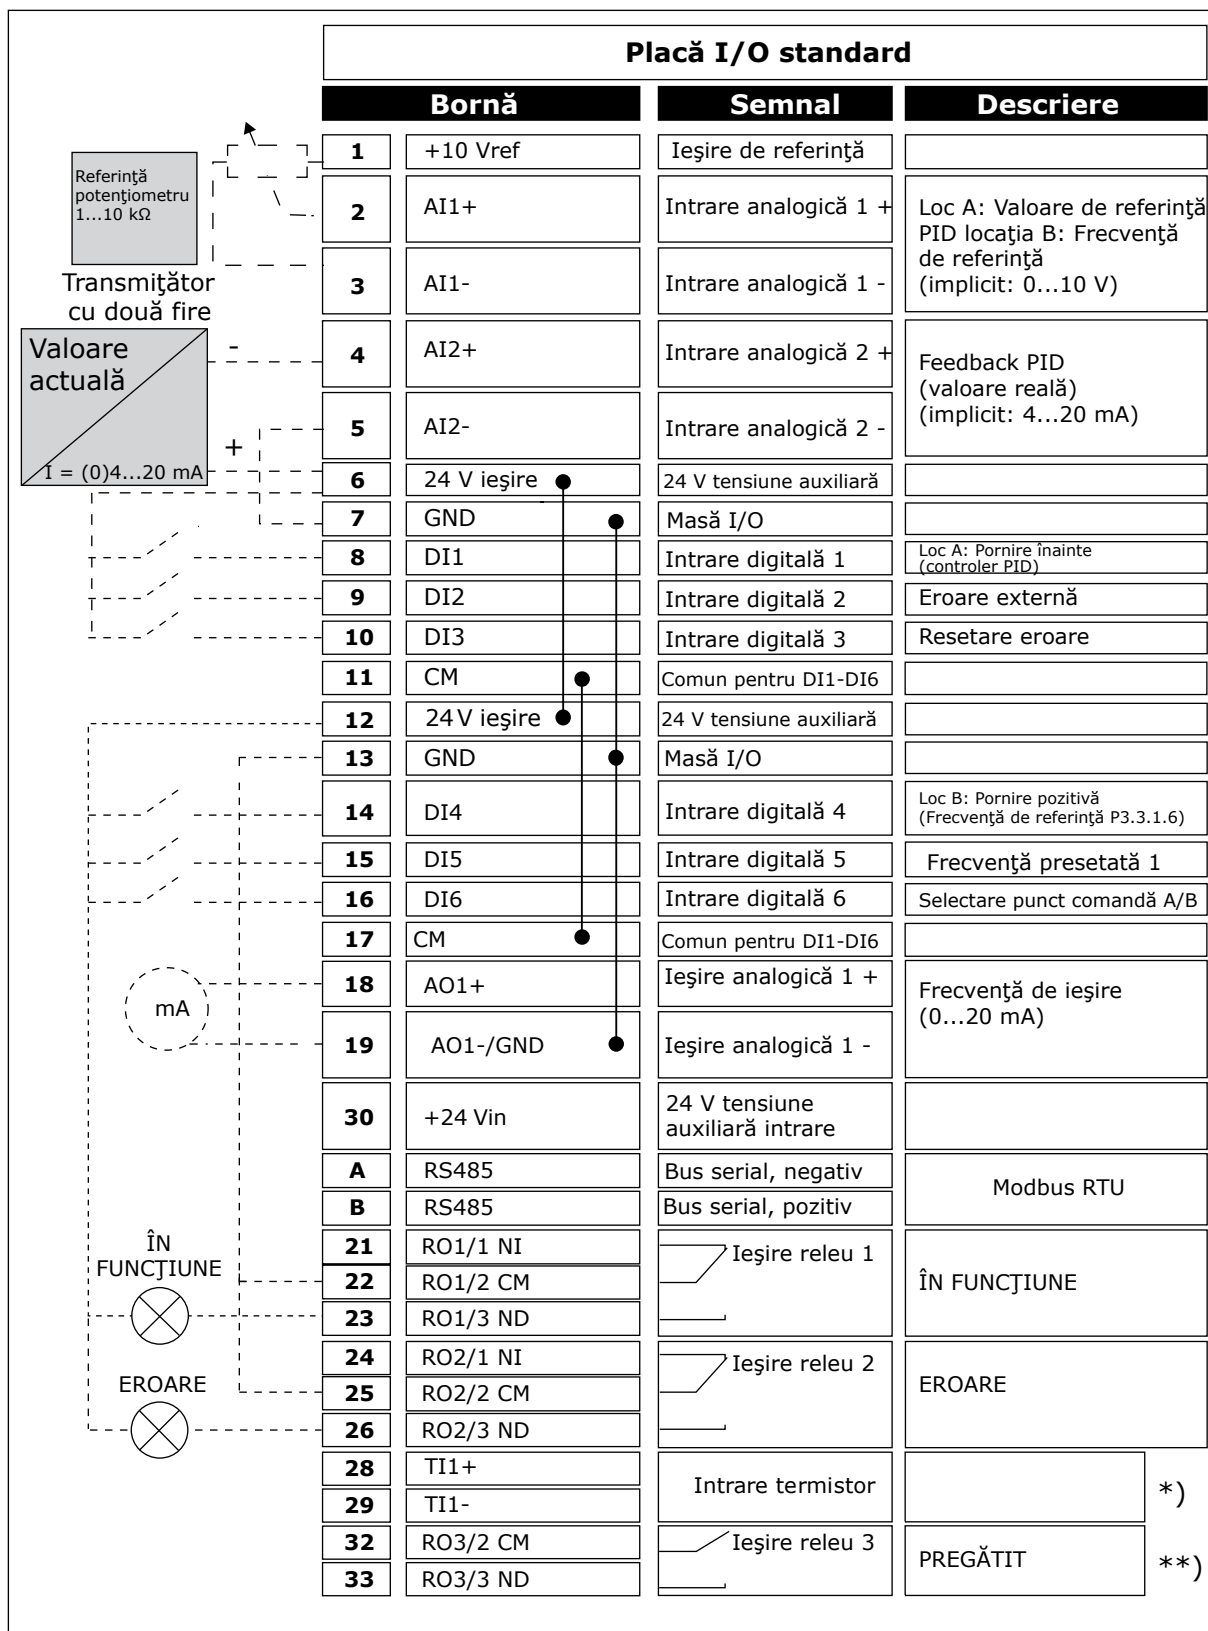 Placă I/O standard
Bornă Semnal Descriere
1 +10 Vref Ieşire de referinţă
Referinţă
potenţiometru
1...10 kΩ
2 AI1+ Intrare analogică 1 +
Loc A: Valoare de referinţă
PID locaţia B: Frecvenţă
de referinţă
(implicit: 0...10 V)
3 AI1- Intrare analogică 1 -
Transmiţător
cu două fire
Valoare
actuală
-
+
I = (0)4...20 mA
4 AI2+ Intrare analogică 2 +
Feedback PID
(valoare reală)
(implicit: 4...20 mA)
5 AI2- Intrare analogică 2 -
6 24 V ieşire 24 V tensiune auxiliară
7 GND Masă I/O
8 DI1 Intrare digitală 1
Loc A: Pornire înainte
(controler PID)
9 DI2 Intrare digitală 2 Eroare externă
10 DI3 Intrare digitală 3 Resetare eroare
11 CM Comun pentru DI1-DI6
12 24 V ieşire 24 V tensiune auxiliară
13 GND Masă I/O
14 DI4 Intrare digitală 4
Loc B: Pornire pozitivă
(Frecvenţă de referinţă P3.3.1.6)
15 DI5 Intrare digitală 5 Frecvenţă presetată 1
16 DI6 Intrare digitală 6 Selectare punct comandă A/B
17 CM Comun pentru DI1-DI6
18 AO1+ Ieşire analogică 1 +
Frecvenţă de ieşire
(0...20 mA)
mA
19 AO1-/GND Ieşire analogică 1 -
30 +24 Vin
24 V tensiune
auxiliară intrare
A RS485 Bus serial, negativ
Modbus RTU
B RS485 Bus serial, pozitiv
21 RO1/1 NI Ieşire releu 1
ÎN
FUNCŢIUNE
22 RO1/2 CM ÎN FUNCŢIUNE
23 RO1/3 ND
24 RO2/1 NI Ieşire releu 2
EROARE
25 RO2/2 CM EROARE
26 RO2/3 ND
28 TI1+
Intrare termistor *)
29 TI1-
32 RO3/2 CM Ieşire releu 3
PREGĂTIT **)
33 RO3/3 ND